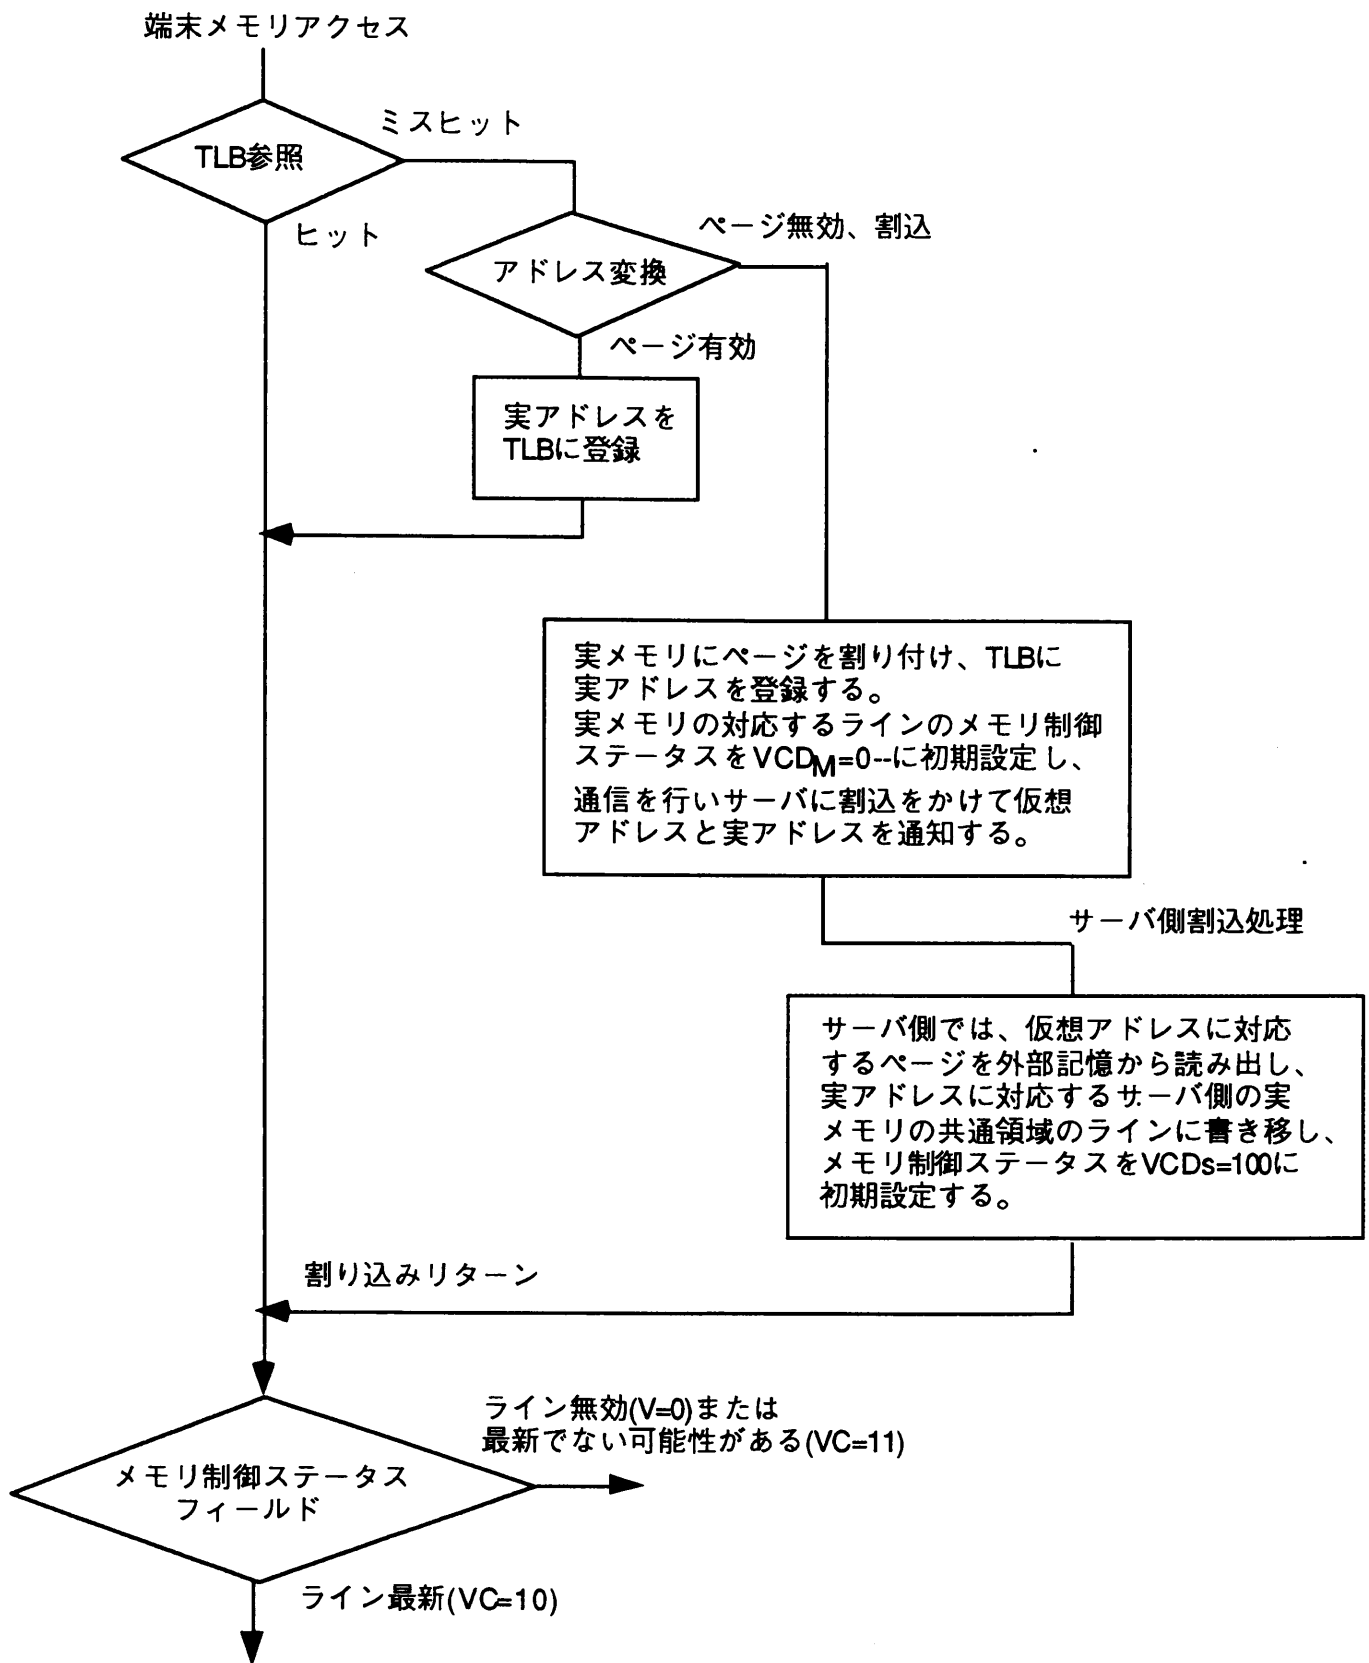 端末メモリアクセス
ミスヒット
TLB参照
ヒット
ページ無効、割込
アドレス変換
ページ有効
実アドレスを
TLBに登録
実メモリにページを割り付け、TLBに
実アドレスを登録する。
実メモリの対応するラインのメモリ制御
ステータスをVCDM=0--に初期設定し、
通信を行いサーバに割込をかけて仮想
アドレスと実アドレスを通知する。
サーバ側割込処理
サーバ側では、仮想アドレスに対応
するページを外部記憶から読み出し、
実アドレスに対応するサーバ側の実
メモリの共通領域のラインに書き移し、
メモリ制御ステータスをVCDs=100に
初期設定する。
割り込みリターン
ライン無効(V=0)または
最新でない可能性がある(VC=11)
メモリ制御ステータス
フィールド
ライン最新(VC=10)